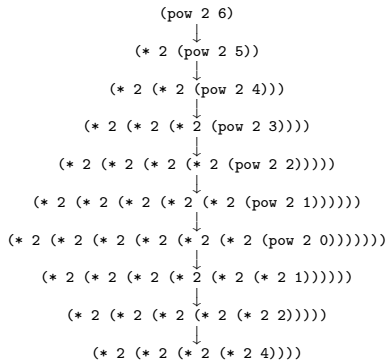 (pow 2 6)
(* 2 (pow 2 5))
(* 2 (* 2 (pow 2 4)))
(* 2 (* 2 (* 2 (pow 2 3))))
(* 2 (* 2 (* 2 (* 2 (pow 2 2)))))
(* 2 (* 2 (* 2 (* 2 (* 2 (pow 2 1))))))
(* 2 (* 2 (* 2 (* 2 (* 2 (* 2 (pow 2 0)))))))
(* 2 (* 2 (* 2 (* 2 (* 2 (* 2 1))))))
(* 2 (* 2 (* 2 (* 2 (* 2 2)))))
(* 2 (* 2 (* 2 (* 2 4))))